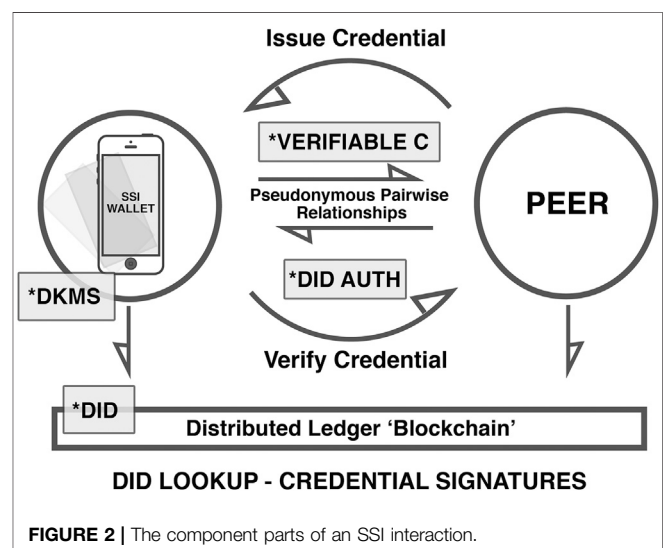 Issue Credential
*VERIFIABLE C
SSI
WALLET
Pseudonymous Pairwise
Relationships
PEER
*DID AUTH
*DKMS
Verify Credential
*DID
Distributed Ledger ‘Blockchain’
DID LOOKUP - CREDENTIAL SIGNATURES
FIGURE 2 | The component parts of an SSI interaction.